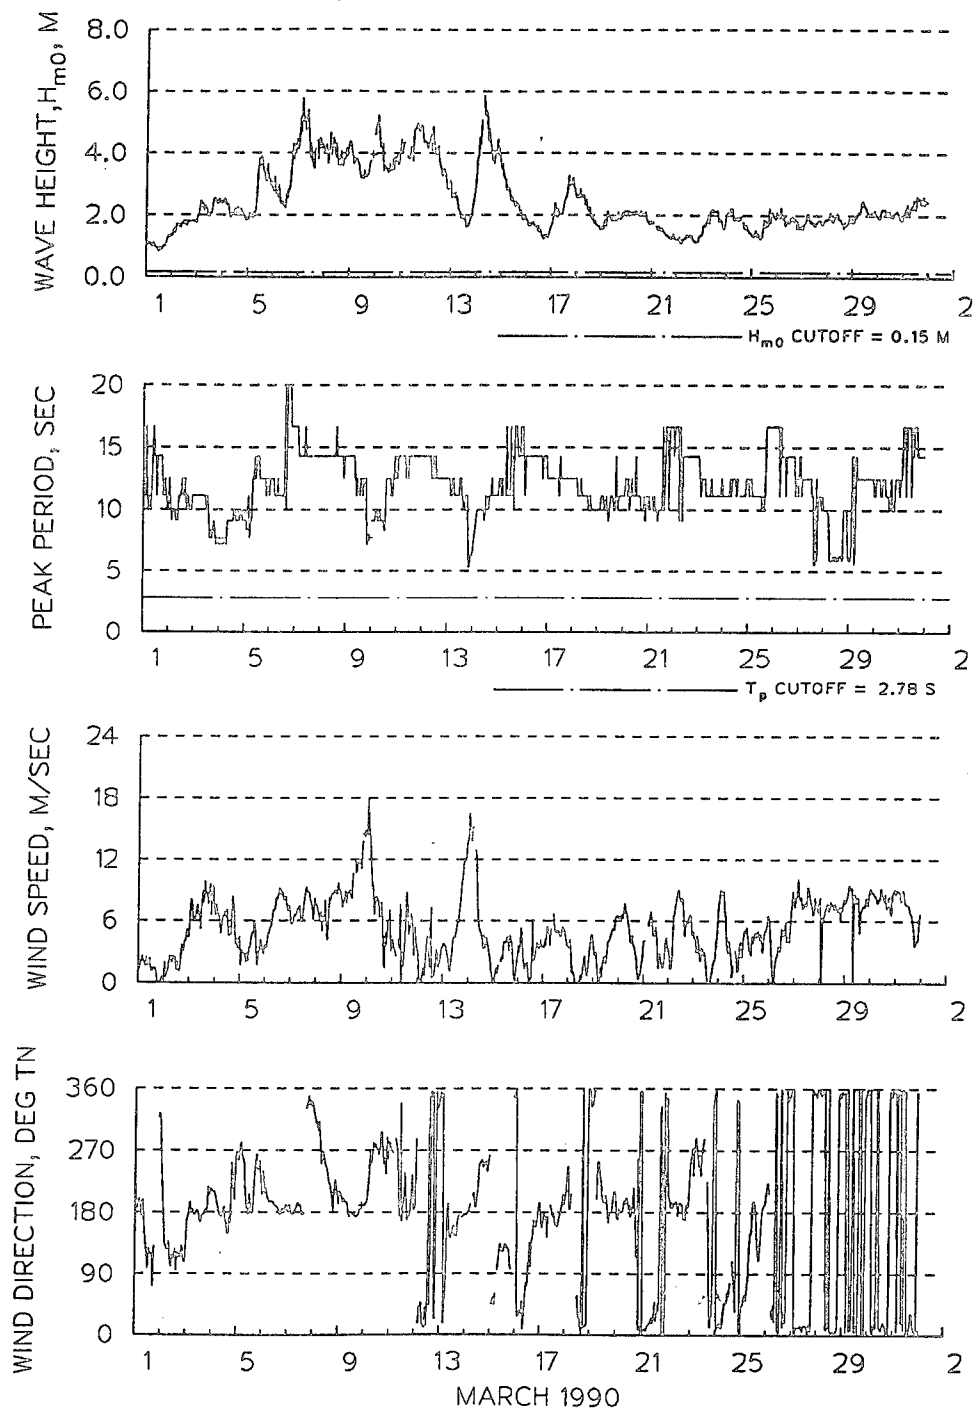 WAVE HEIGHT,Hm0, M
8.0
6.0
4.0
2.0
0.0
1 5 9 13 17 21 25 29 2
Hm0 CUTOFF = 0.15 M
PEAK PERIOD, SEC
20
15
10
5
0
1 5 9 13 17 21 25 29 2
Tp CUTOFF = 2.78 S
WIND SPEED, M/SEC
24
18
12
6
0
1 5 9 13 17 21 25 29 2
WIND DIRECTION, DEG TN
360
270
180
90
0
1 5 9 13 17 21 25 29 2
MARCH 1990